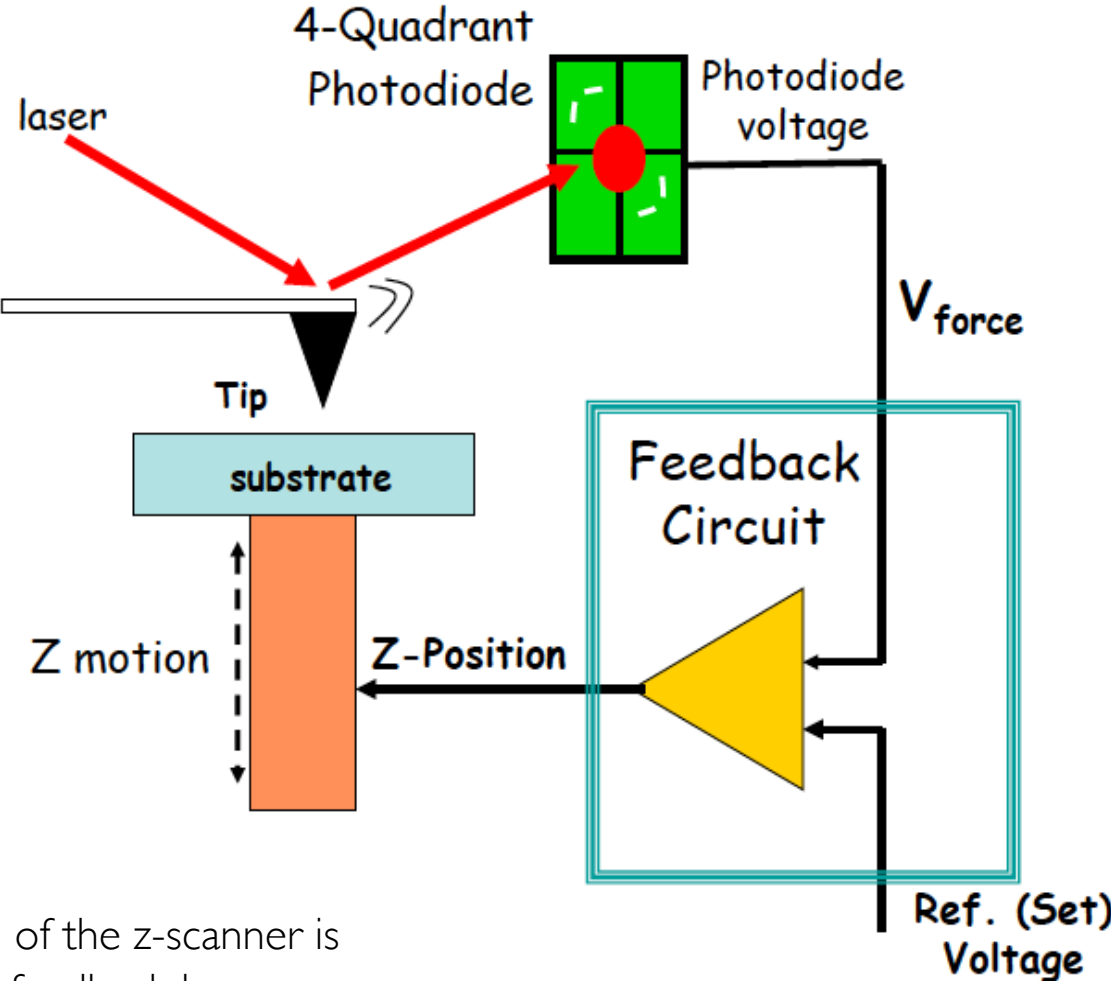 4-Quadrant
Photodiode
laser
Photodiode
voltage
Vforce
Tip
substrate
Feedback
Circuit
Z motion
Z-Position
of the z-scanner is
Ref. (Set)
Voltage